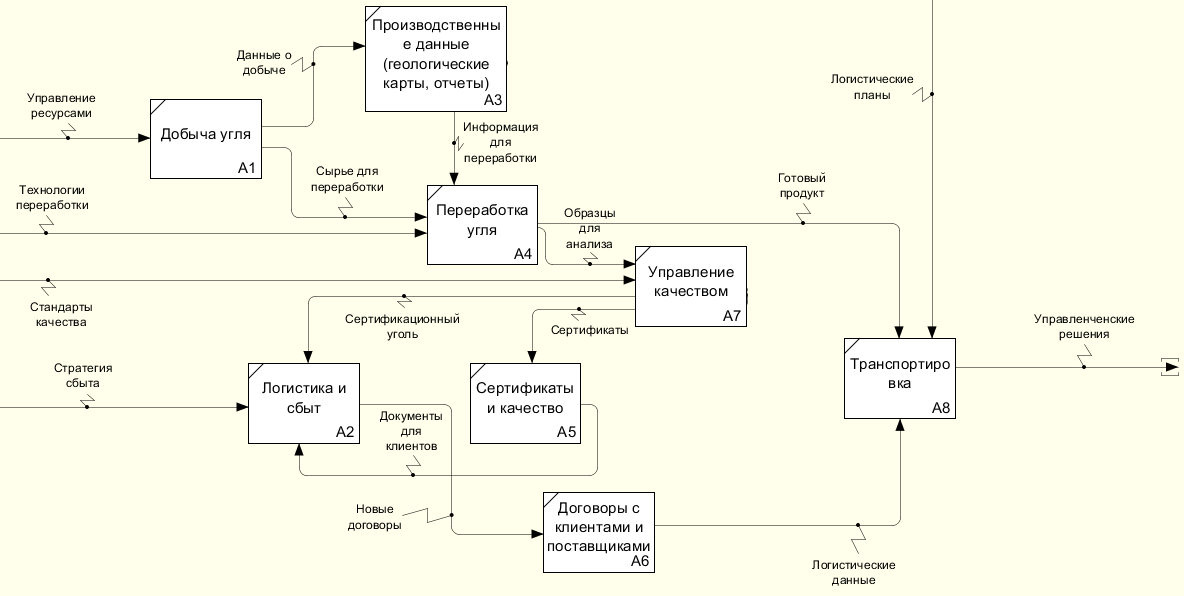 Производственны
е данные
(геологические
карты, отчеты)
A3
Данные о
добыче
Логистические
планы
Управление
ресурсами
Добыча угля
A1
Информация
для
переработки
Сырье для
переработки
Технологии
переработки
Переработка
угля
A4
Образцы
для
анализа
Готовый
продукт
Управление
качеством
A7
Стандарты
качества
Сертификационный
уголь
Сертификаты
Управленченские
решения
Стратегия
сбыта
Логистика и
сбыт
A2
Документы
для
клиентов
Сертификаты
и качество
A5
Транспортиро
вка
A8
Новые
договоры
Договоры с
клиентами и
поставщиками
A6
Логистические
данные